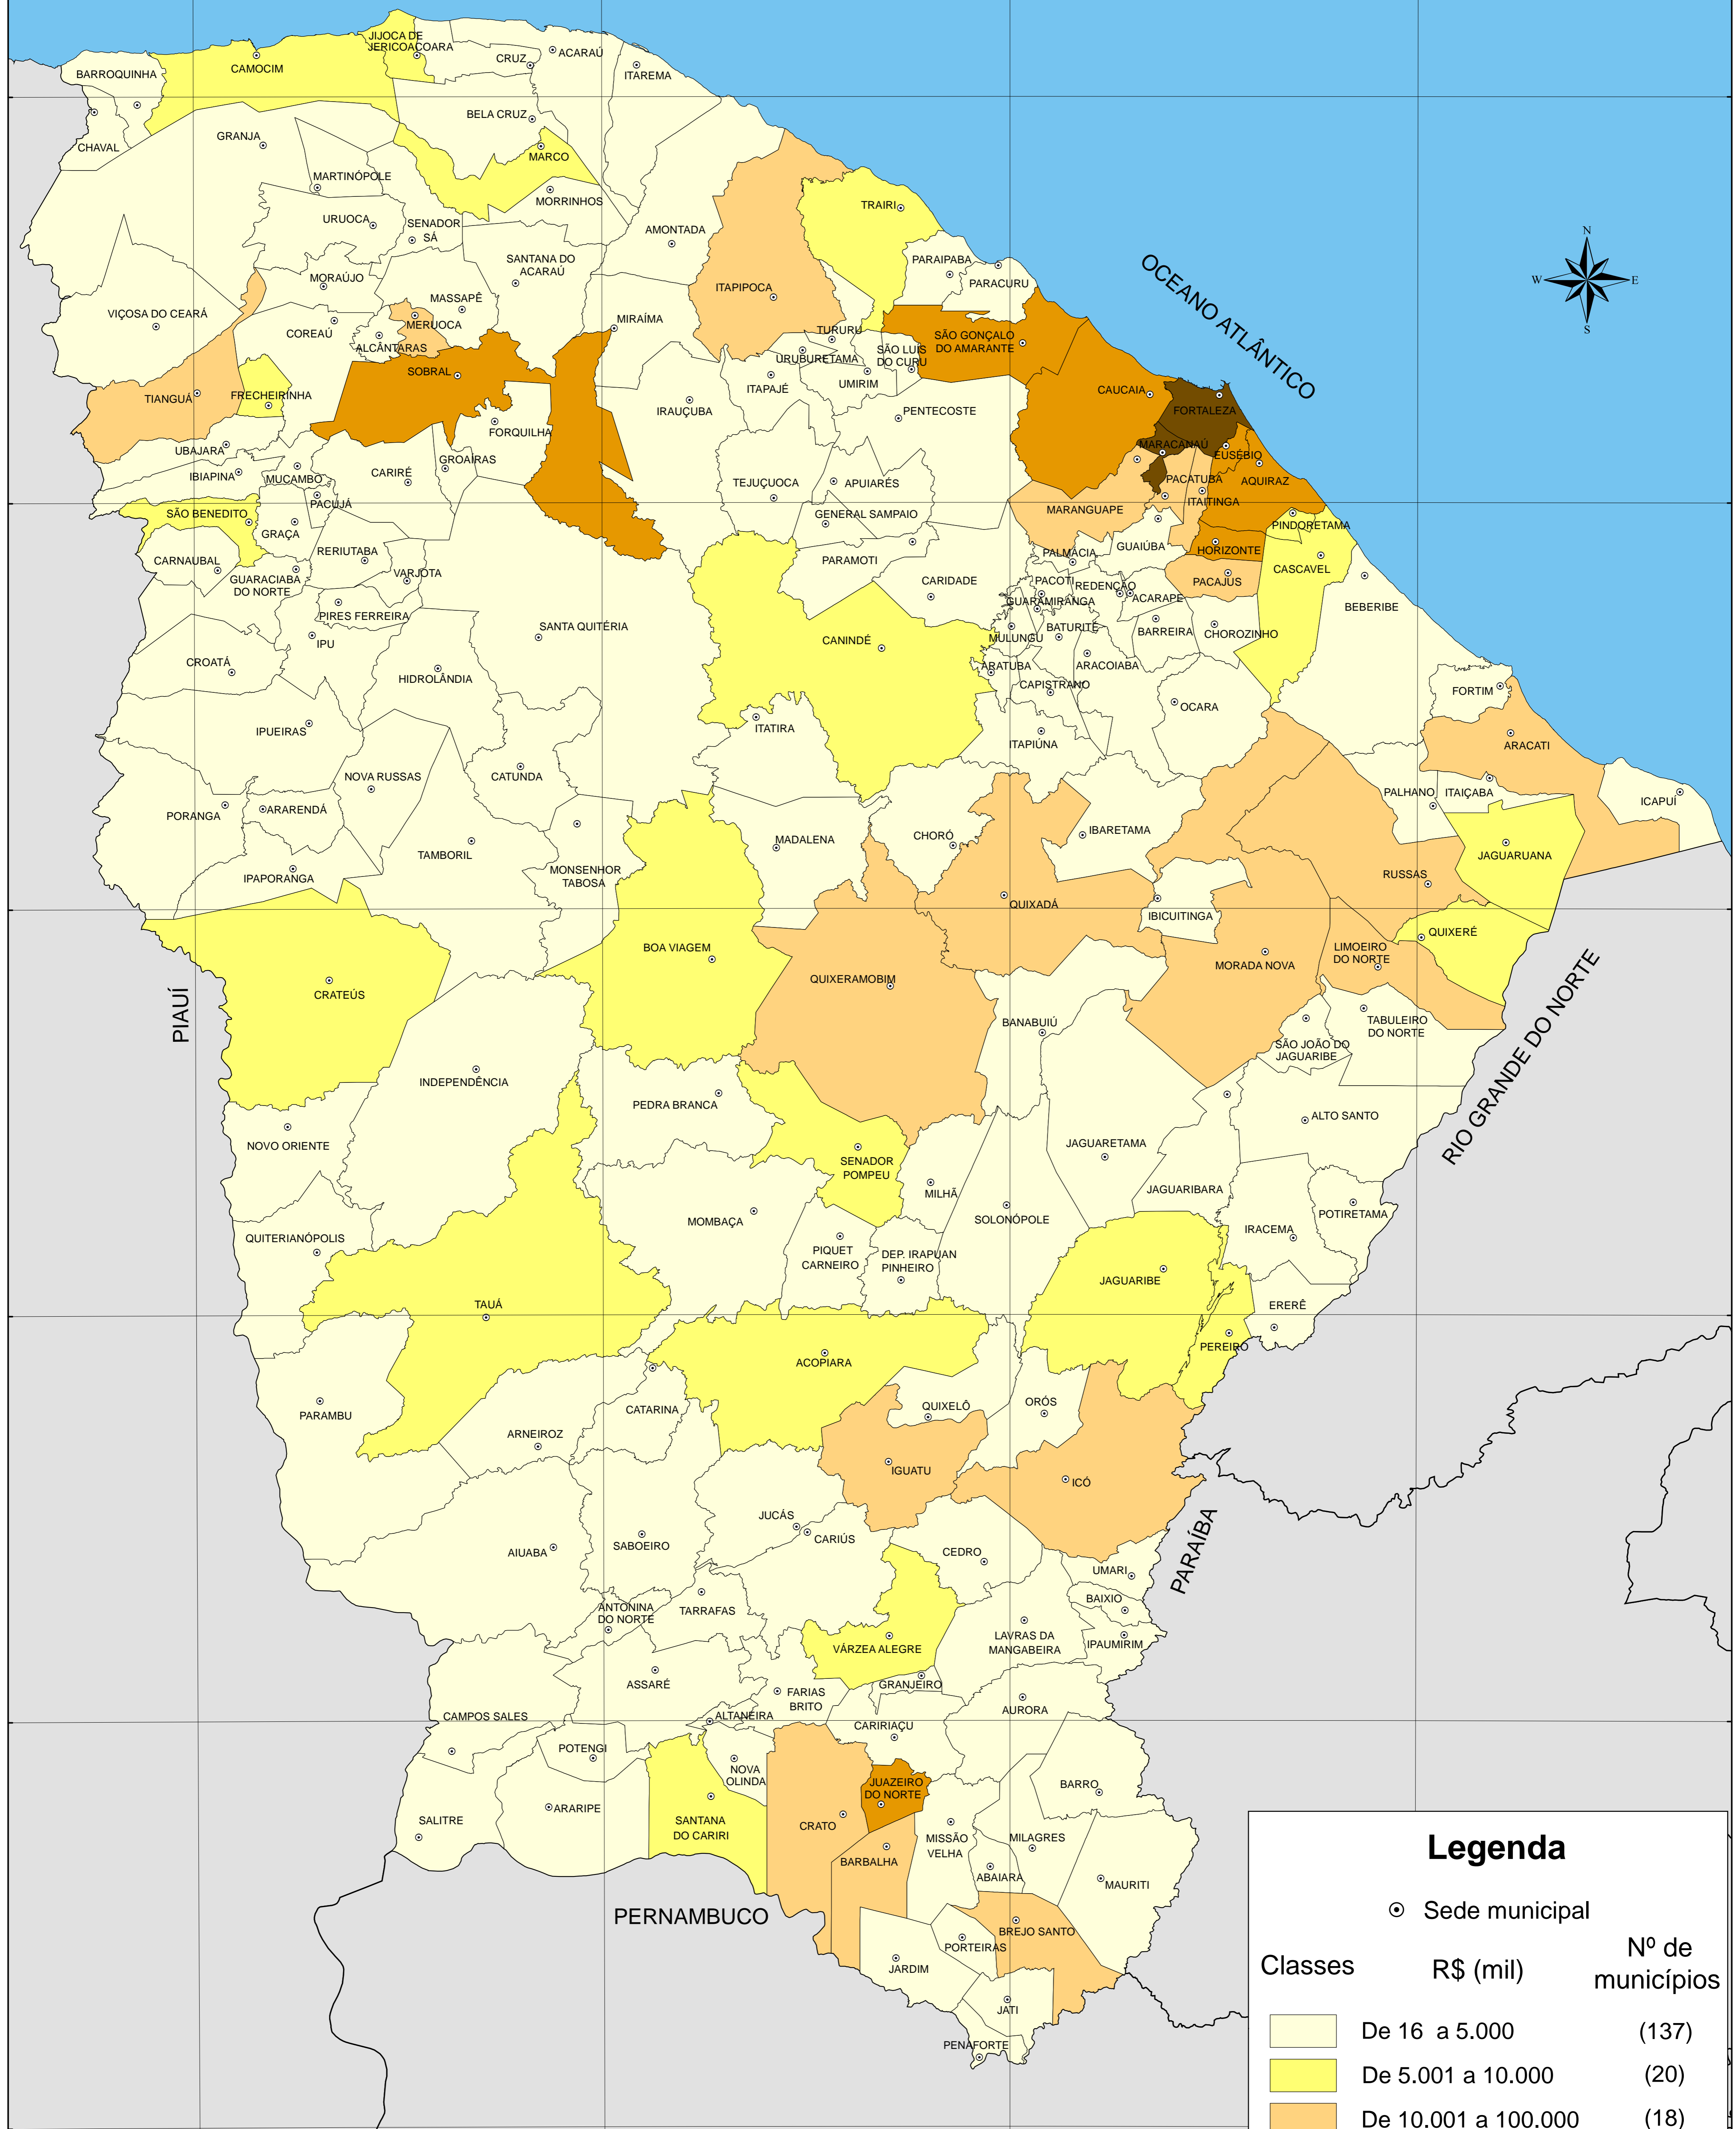 JIJOCA DE
JERICOACOARA
CRUZ
ACARAÚ
CAMOCIM
BARROQUINHA
ITAREMA
BELA CRUZ
CHAVAL
GRANJA
MARCO
MARTINÓPOLE
MORRINHOS
TRAIRI
URUOCA
SENADOR
SÁ
AMONTADA
N
W
E
S
SANTANA DO
ACARAÚ
PARAIPABA
OCEANO ATLÂNTICO
MORAÚJO
PARACURU
ITAPIPOCA
MASSAPÊ
VIÇOSA DO CEARÁ
MIRAÍMA
MERUOCA
COREAÚ
TURURU
SÃO GONÇALO
DO AMARANTE
ALCÂNTARAS
SÃO LUIS
DO CURU
URUBURETAMA
SOBRAL
UMIRIM
ITAPAJÉ
CAUCAIA
FRECHEIRINHA
TIANGUÁ
IRAUÇUBA
PENTECOSTE
FORTALEZA
FORQUILHA
MARACANAÚ
UBAJARA
EUSÉBIO
GROAÍRAS
CARIRÉ
IBIAPINA
MUCAMBO
PACATUBA
AQUIRAZ
TEJUÇUOCA
APUIARÉS
ITAITINGA
PACUJÁ
MARANGUAPE
SÃO BENEDITO
GENERAL SAMPAIO
PINDORETAMA
GRAÇA
GUAIÚBA
HORIZONTE
RERIUTABA
PALMÁCIA
CARNAUBAL
PARAMOTI
CASCAVEL
VARJOTA
GUARACIABA
DO NORTE
CARIDADE
PACOTI
REDENÇÃO
PACAJUS
ACARAPE
GUARAMIRANGA
BEBERIBE
PIRES FERREIRA
SANTA QUITÉRIA
BATURITÉ
BARREIRA
CHOROZINHO
MULUNGU
CANINDÉ
IPU
CROATÁ
ARATUBA
ARACOIABA
HIDROLÂNDIA
CAPISTRANO
FORTIM
OCARA
IPUEIRAS
ITATIRA
ITAPIÚNA
ARACATI
NOVA RUSSAS
CATUNDA
PALHANO
ITAIÇABA
ICAPUÍ
PORANGA
ARARENDÁ
CHORÓ
IBARETAMA
MADALENA
TAMBORIL
JAGUARUANA
MONSENHOR
TABOSA
IPAPORANGA
RUSSAS
QUIXADÁ
IBICUITINGA
QUIXERÉ
BOA VIAGEM
LIMOEIRO
DO NORTE
MORADA NOVA
QUIXERAMOBIM
CRATEÚS
PIAUÍ
BANABUIÚ
TABULEIRO
DO NORTE
SÃO JOÃO DO
JAGUARIBE
RIO GRANDE DO NORTE
INDEPENDÊNCIA
PEDRA BRANCA
ALTO SANTO
NOVO ORIENTE
JAGUARETAMA
SENADOR
POMPEU
MILHÃ
JAGUARIBARA
POTIRETAMA
MOMBAÇA
SOLONÓPOLE
IRACEMA
QUITERIANÓPOLIS
PIQUET
CARNEIRO
DEP. IRAPUAN
PINHEIRO
JAGUARIBE
TAUÁ
ERERÊ
PEREIRO
ACOPIARA
ORÓS
PARAMBU
CATARINA
QUIXELÔ
ARNEIROZ
IGUATU
ICÓ
JUCÁS
CARIÚS
PARAÍBA
SABOEIRO
AIUABA
CEDRO
UMARI
BAIXIO
ANTONINA
DO NORTE
TARRAFAS
LAVRAS DA
MANGABEIRA
IPAUMIRIM
VÁRZEA ALEGRE
ASSARÉ
GRANJEIRO
FARIAS
BRITO
AURORA
CAMPOS SALES
ALTANEIRA
CARIRIAÇU
POTENGI
NOVA
OLINDA
JUAZEIRO
DO NORTE
BARRO
ARARIPE
SALITRE
SANTANA
DO CARIRI
CRATO
MISSÃO
VELHA
MILAGRES
BARBALHA
ABAIARA
MAURITI
PERNAMBUCO
BREJO SANTO
PORTEIRAS
JARDIM
JATI
PENAFORTE
Legenda
Sede municipal
Classes
R$ (mil)
Nº de
municípios
De 16 a 5.000 (137)
De 5.001 a 10.000 (20)
De 10.001 a 100.000 (18)